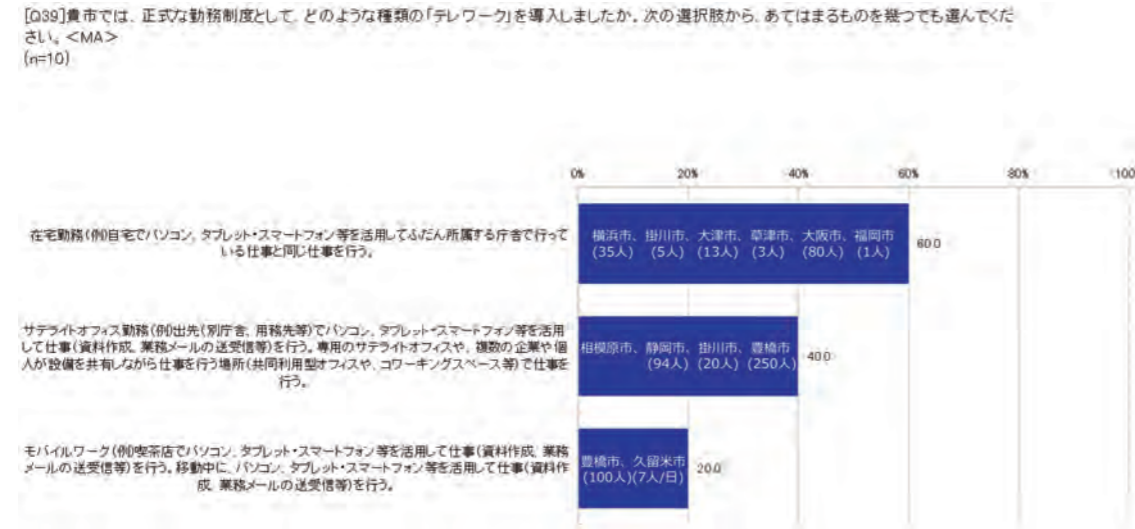 [Q39]貴市では、正式な勤務制度として、どのような種類の「テレワーク」を導入しましたか。次の選択肢から、あてはまるものを幾つでも選んでくだ
さい。<MA>
(n=10)
0% 20% 40% 60% 80% 100
在宅勤務(例)自宅でパソコン、タブレット・スマートフォン等を活用してふだん所属する庁舎で行って
いる仕事と同じ仕事を行う。
横浜市、掛川市、大津市、草津市、大阪市、福岡市
(35人) (5人) (13人) (3人) (80人) (1人)
60.0
サテライトオフィス勤務(例)出先(別庁舎、用務先等)でパソコン、タブレット・スマートフォン等を活用
して仕事(資料作成、業務メールの送受信等)を行う。専用のサテライトオフィスや、複数の企業や個
人が設備を共有しながら仕事を行う場所(共同利用型オフィスや、コワーキングスペース等)で仕事を
行う。
相模原市、静岡市、掛川市、豊橋市
(94人) (20人) (250人)
40.0
モバイルワーク(例)喫茶店でパソコン、タブレット・スマートフォン等を活用して仕事(資料作成、業務
メールの送受信等)を行う。移動中に、パソコン、タブレット・スマートフォン等を活用して仕事(資料作
成、業務メールの送受信等)を行う。
豊橋市、久留米市
(100人)(7人/日)
20.0